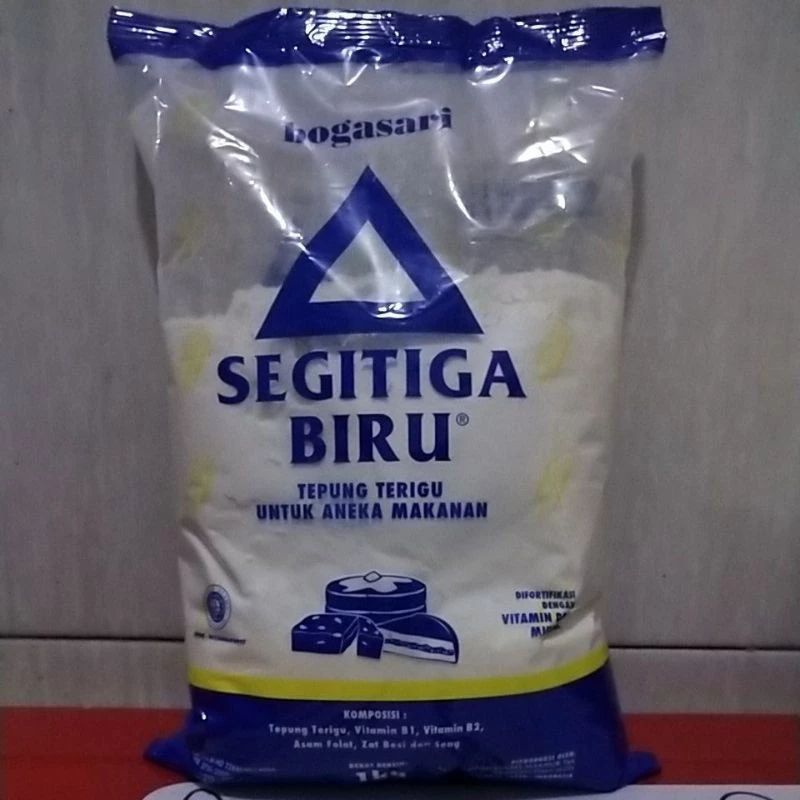 bogasari
SEGITIGA
BIRU®
TEPUNG TERIGU
UNTUK ANEKA MAKANAN
DIFORTIFIKASI
DENGAN
VITAMIN
KOMPOSISI :
Tepung Terigu, Vitamin B1, Vitamin B2,
Asam Folat, Zat Besi dan Seng